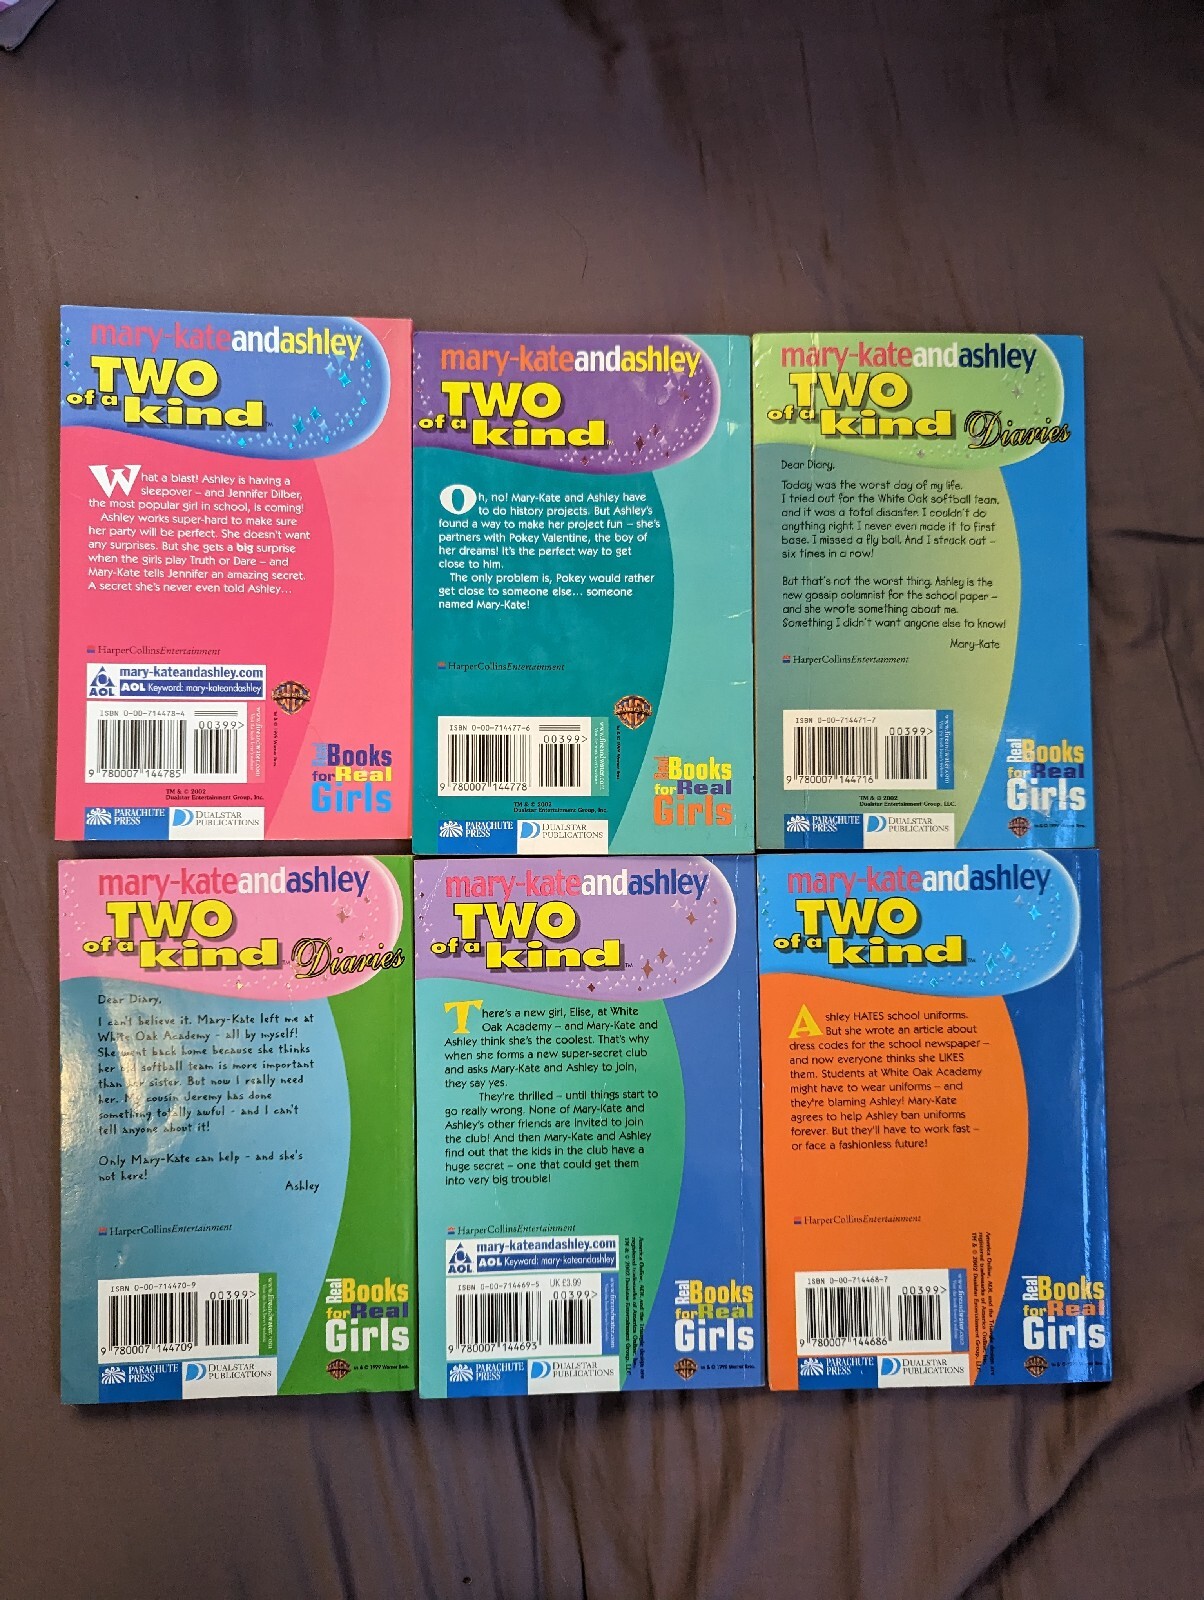 mary-kateandashley
TWO
of a kind™
What a blast! Ashley is having a
sleepover – and Jennifer Dilber,
the most popular girl in school, is coming!
Ashley works super-hard to make sure
her party will be perfect. She doesn't want
any surprises. But she gets a big surprise
when the girls play Truth or Dare – and
Mary-Kate tells Jennifer an amazing secret.
A secret she's never even told Ashley...
HarperCollinsEntertainment
mary-kateandashley.com
AOL Keyword: mary-kateandashley
AOL
ISBN 0-00-714478-4
00399>
9 780007 144785
Real Books
for Real
Girls
TM & © 2002
Dualstar Entertainment Group, Inc.
PARACHUTE
PRESS
DUALSTAR
PUBLICATIONS
mary-kateandashley
TWO
of a kind™
Oh, no! Mary-Kate and Ashley have
to do history projects. But Ashley's
found a way to make her project fun – she's
partners with Pokey Valentine, the boy of
her dreams! It's the perfect way to get
close to him.
The only problem is, Pokey would rather
get close to someone else... someone
named Mary-Kate!
HarperCollinsEntertainment
ISBN 0-00-714477-6
00399>
9 780007 144778
Real Books
for Real
Girls
TM & © 2002
Dualstar Entertainment Group, Inc.
PARACHUTE
PRESS
DUALSTAR
PUBLICATIONS
mary-kateandashley
TWO
of a kind Diaries
Dear Diary,
Today was the worst day of my life.
I tried out for the White Oak softball team,
and it was a total disaster. I couldn't do
anything right. I never even made it to first
base. I missed a fly ball. And I struck out –
six times in a row!
But that's not the worst thing. Ashley is the
new gossip columnist for the school paper –
and she wrote something about me.
Something I didn't want anyone else to know!
Mary-Kate
HarperCollinsEntertainment
ISBN 0-00-714471-7
00399>
9 780007 144716
Real Books
for Real
Girls
TM & © 2002
Dualstar Entertainment Group, LLC.
PARACHUTE
PRESS
DUALSTAR
PUBLICATIONS
mary-kateandashley
TWO
of a kind™ Diaries
Dear Diary,
I can't believe it. Mary-Kate left me at
White Oak Academy – all by myself!
She went back home because she thinks
her old softball team is more important
than her sister. But now I really need
her. My cousin Jeremy has done
something totally awful – and I can't
tell anyone about it!
Only Mary-Kate can help – and she's
not here!
Ashley
HarperCollinsEntertainment
ISBN 0-00-714470-9
00399>
9 780007 144709
Real Books
for Real
Girls
PARACHUTE
PRESS
DUALSTAR
PUBLICATIONS
mary-kateandashley
TWO
of a kind™
There's a new girl, Elise, at White
Oak Academy – and Mary-Kate and
Ashley think she's the coolest. That's why
when she forms a new super-secret club
and asks Mary-Kate and Ashley to join,
they say yes.
They're thrilled – until things start to
go really wrong. None of Mary-Kate and
Ashley's other friends are invited to join
the club! And then Mary-Kate and Ashley
find out that the kids in the club have a
huge secret – one that could get them
into very big trouble!
HarperCollinsEntertainment
mary-kateandashley.com
AOL Keyword: mary-kateandashley
AOL
ISBN 0-00-714469-5 UK £3.99
00399>
9 780007 144693
Real Books
for Real
Girls
PARACHUTE
PRESS
DUALSTAR
PUBLICATIONS
mary-kateandashley
TWO
of a kind™
Ashley HATES school uniforms.
But she wrote an article about
dress codes for the school newspaper –
and now everyone thinks she LIKES
them. Students at White Oak Academy
might have to wear uniforms – and
they're blaming Ashley! Mary-Kate
agrees to help Ashley ban uniforms
forever. But they'll have to work fast –
or face a fashionless future!
HarperCollinsEntertainment
ISBN 0-00-714468-7
00399>
9 780007 144686
Real Books
for Real
Girls
PARACHUTE
PRESS
DUALSTAR
PUBLICATIONS